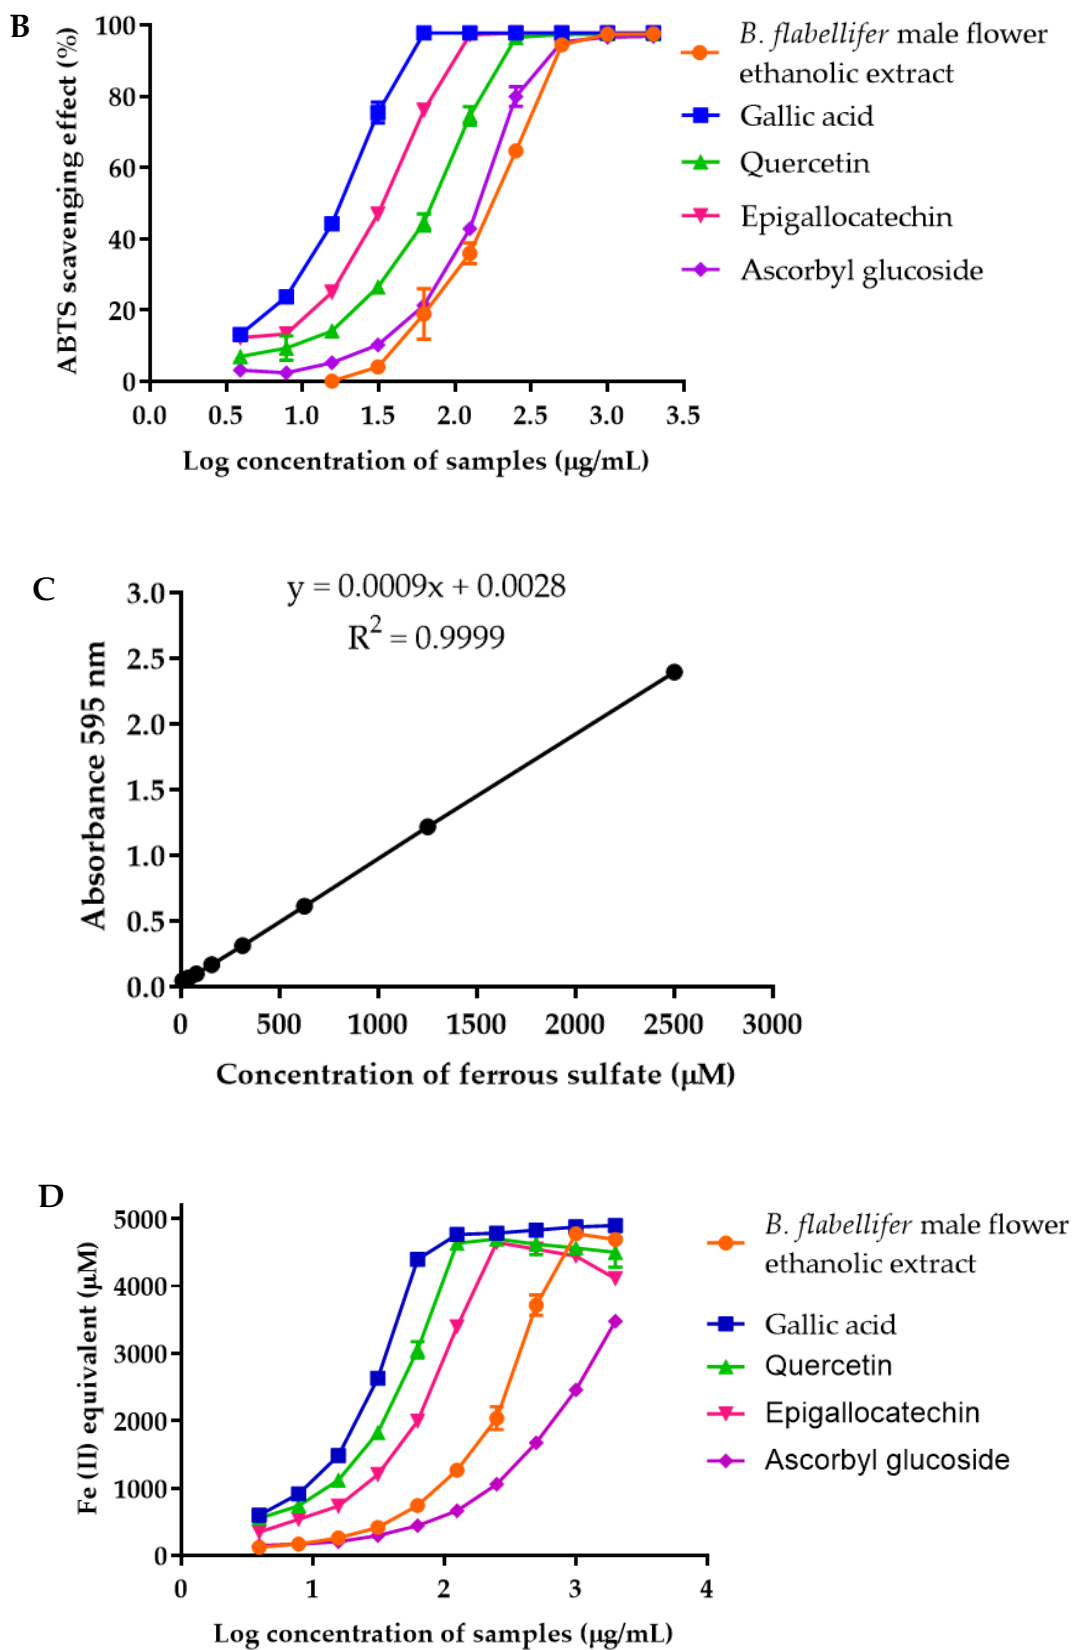 B
ABTS scavenging effect (%)
100
80
60
40
20
0
0.0 0.5 1.0 1.5 2.0 2.5 3.0 3.5
Log concentration of samples (μg/mL)
B. flabellifer male flower
ethanolic extract
Gallic acid
Quercetin
Epigallocatechin
Ascorbyl glucoside
C
y = 0.0009x + 0.0028
R² = 0.9999
Absorbance 595 nm
3.0
2.5
2.0
1.5
1.0
0.5
0.0
0 500 1000 1500 2000 2500 3000
Concentration of ferrous sulfate (μM)
D
Fe (II) equivalent (μM)
5000
4000
3000
2000
1000
0
0 1 2 3 4
Log concentration of samples (μg/mL)
B. flabellifer male flower
ethanolic extract
Gallic acid
Quercetin
Epigallocatechin
Ascorbyl glucoside